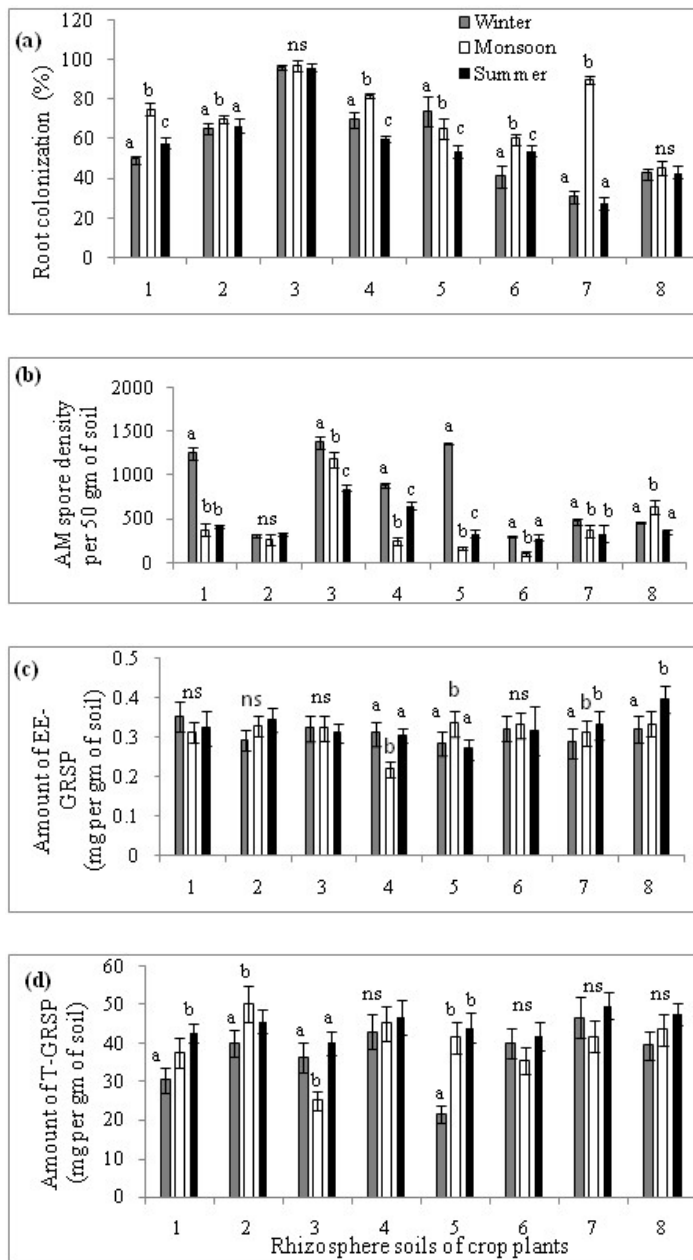 (a)
Winter
Monsoon
Summer
Root colonization (%)
120
100
80
60
40
20
0
a b c
a b a
ns
a b c
a b c
a b c
a b a
ns
1 2 3 4 5 6 7 8
(b)
AM spore density
per 50 gm of soil
2000
1500
1000
500
0
a b b
ns
a b c
a b c
a b c
a b a
a b b
a b a
1 2 3 4 5 6 7 8
(c)
Amount of EE-
GRSP
(mg per gm of soil)
0.5
0.4
0.3
0.2
0.1
0
ns
ns
ns
a b a
a b a
ns
a b b
a a b
1 2 3 4 5 6 7 8
(d)
Amount of T-GRSP
(mg per gm of soil)
60
50
40
30
20
10
0
a a b
a b a
a b a
ns
a b b
ns
ns
ns
1 2 3 4 5 6 7 8
Rhizosphere soils of crop plants